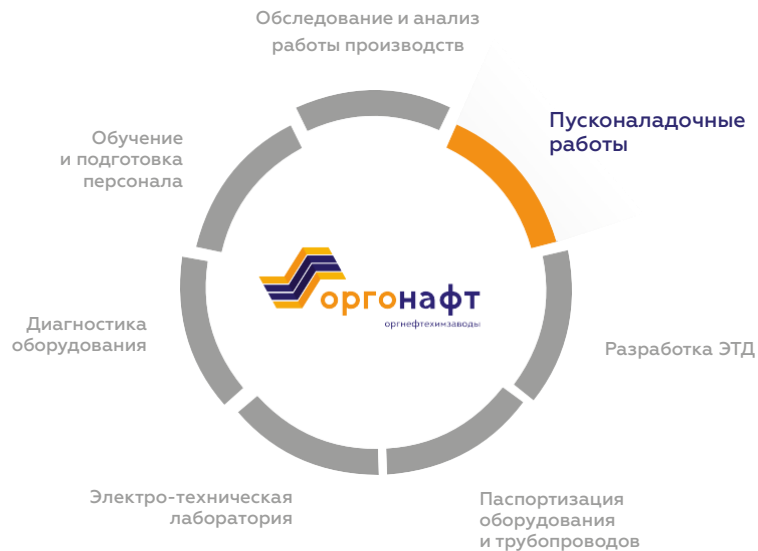 Обследование и анализ
работы производств
Пусконаладочные
работы
Обучение
и подготовка
персонала
оргонафт
оргнефтехимзаводы
Диагностика
оборудования
Разработка ЭТД
Электро-техническая
лаборатория
Паспортизация
оборудования
и трубопроводов